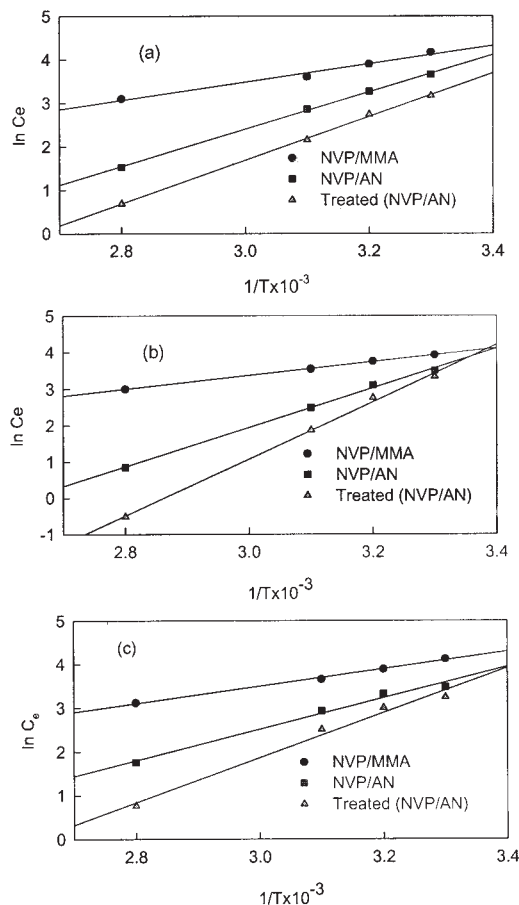 5
(a)
4
3
ln Ce
2
NVP/MMA
NVP/AN
1
Treated (NVP/AN)
0
2.8 3.0 3.2 3.4
1/Tx10⁻³
5
(b)
4
3
2
ln Ce
1
NVP/MMA
NVP/AN
0
Treated (NVP/AN)
-1
2.8 3.0 3.2 3.4
1/Tx10⁻³
5
(c)
4
3
ln Cₑ
2
NVP/MMA
NVP/AN
1
Treated (NVP/AN)
0
2.8 3.0 3.2 3.4
1/Tx10⁻³